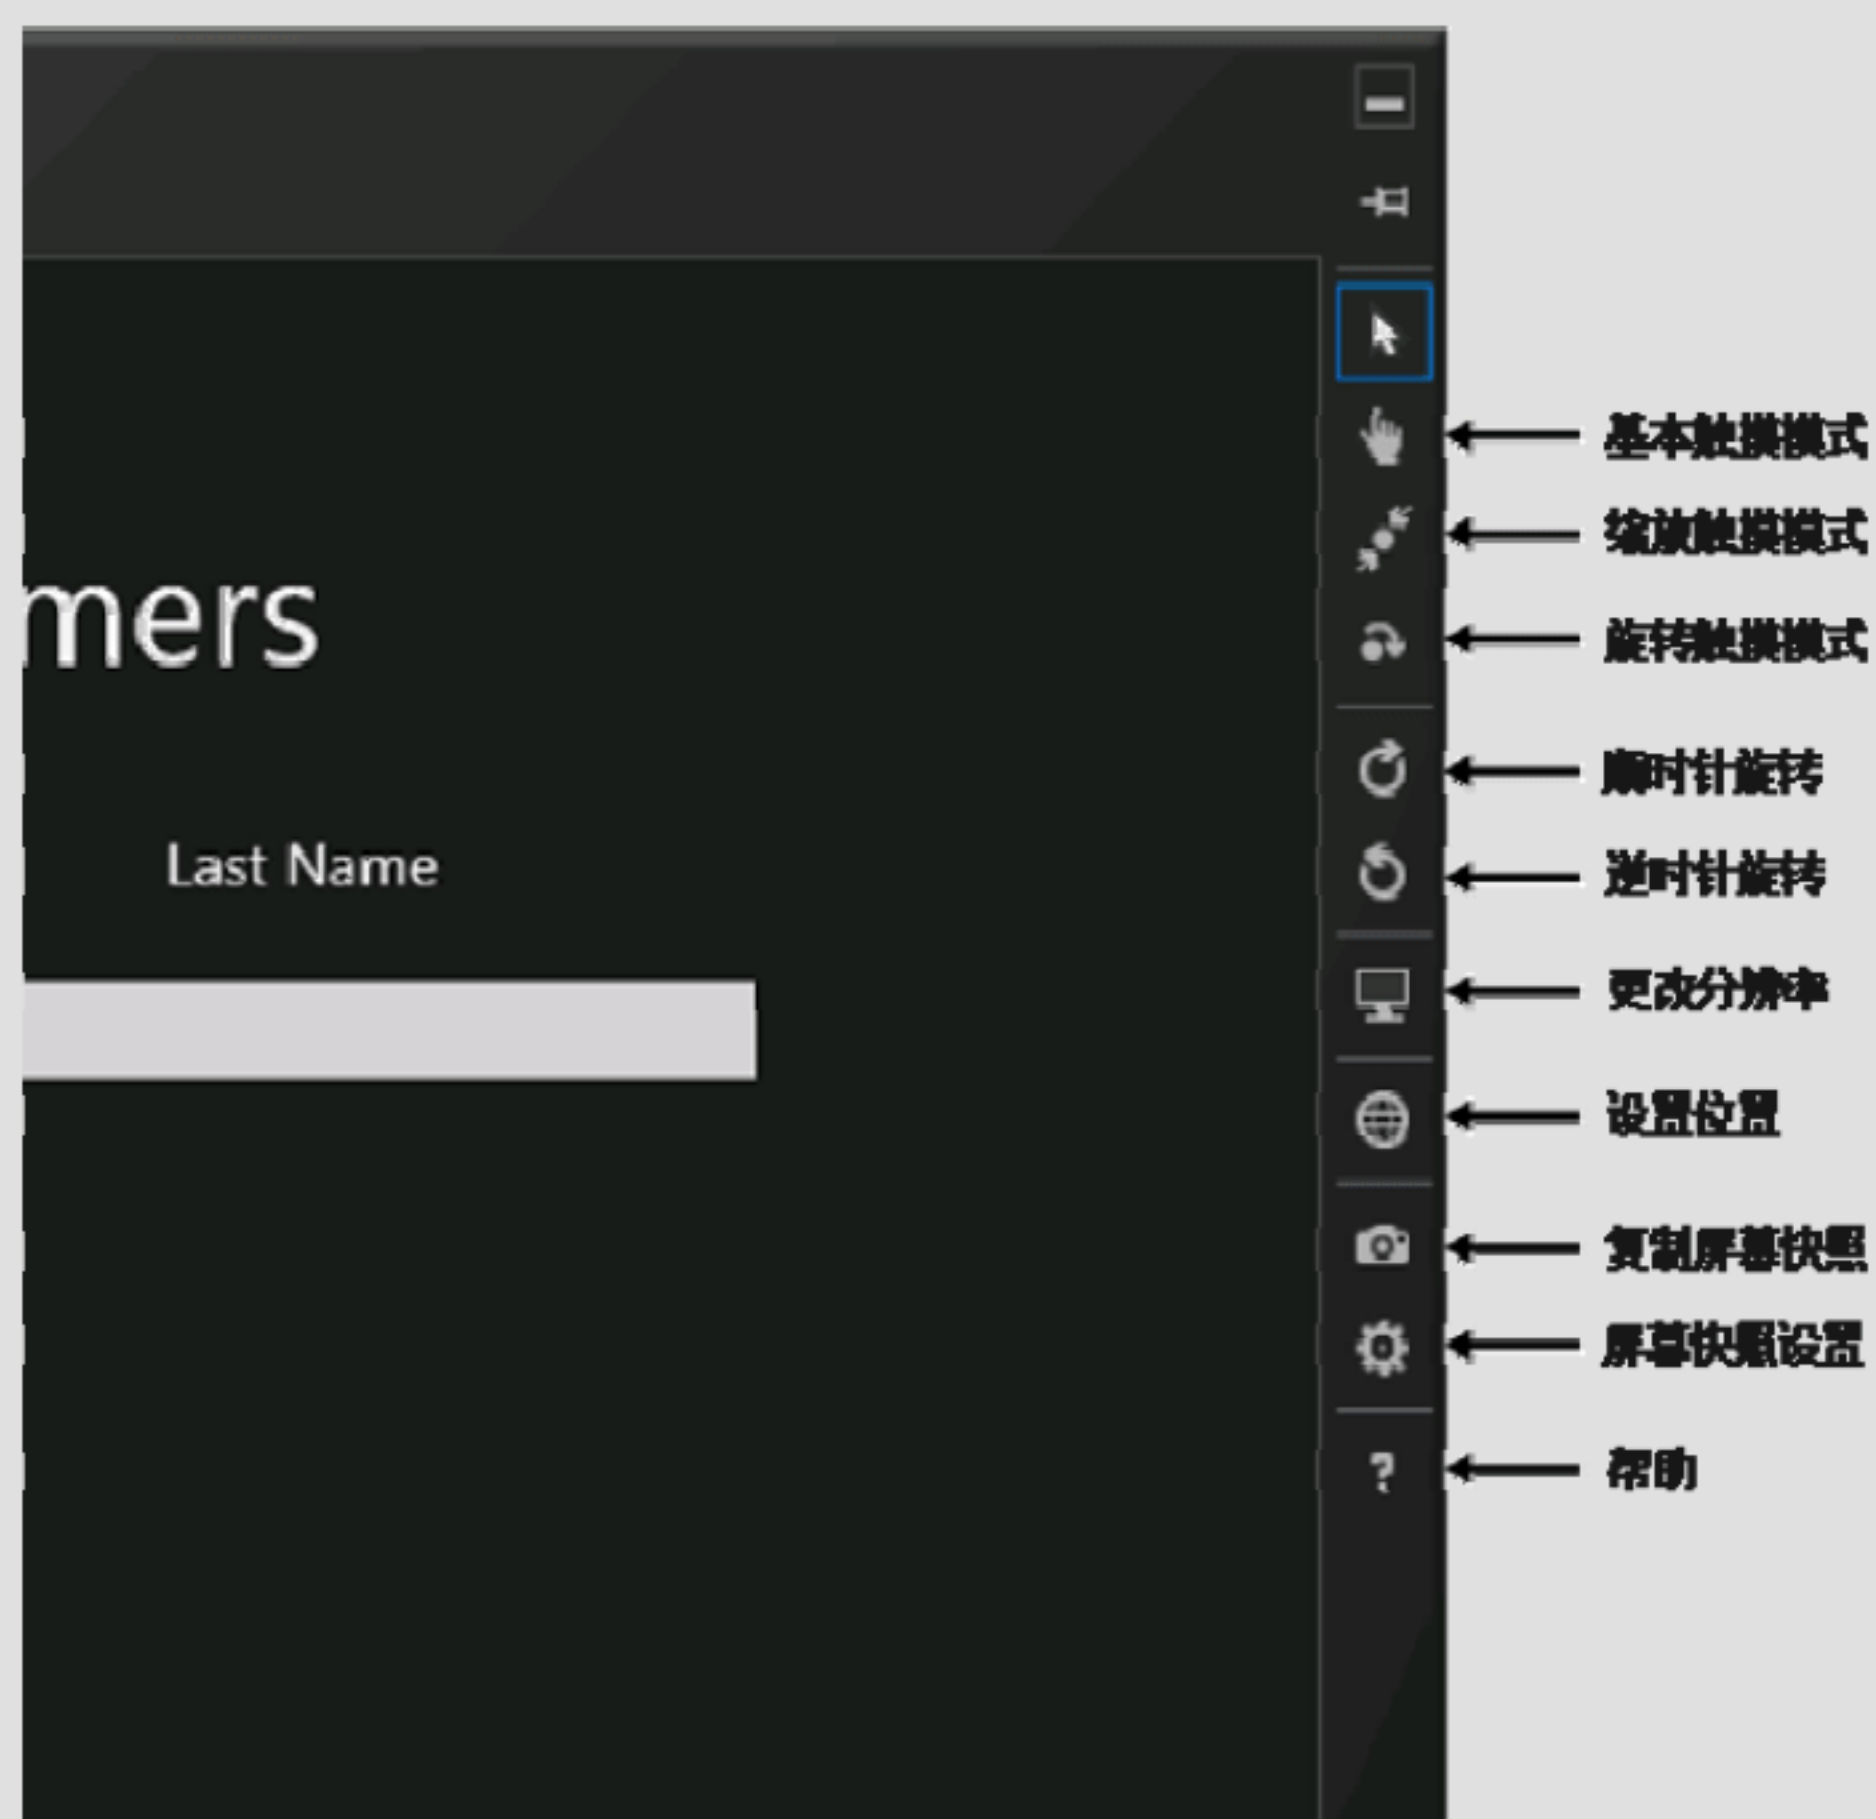 mers
Last Name
基本触摸模式
缩放触摸模式
旋转触摸模式
顺时针旋转
逆时针旋转
更改分辨率
设置位置
复制屏幕快照
屏幕快照设置
?
帮助